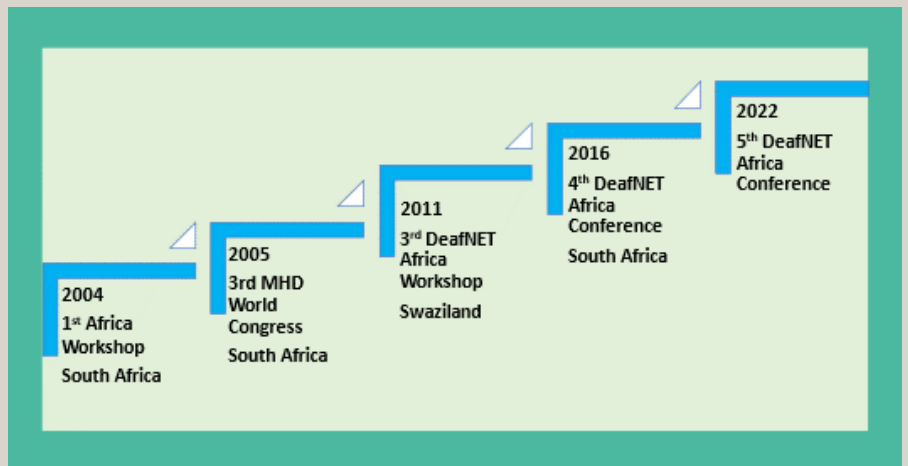 2004
1st Africa
Workshop
South Africa
2005
3rd MHD
World
Congress
South Africa
2011
3rd DeafNET
Africa
Workshop
Swaziland
2016
4th DeafNET
Africa
Conference
South Africa
2022
5th DeafNET
Africa
Conference